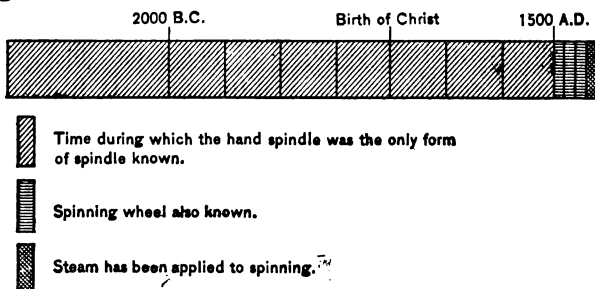 2000 B.C. Birth of Christ 1500 A.D.
Time during which the hand spindle was the only form
of spindle known.
Spinning wheel also known.
Steam has been applied to spinning.